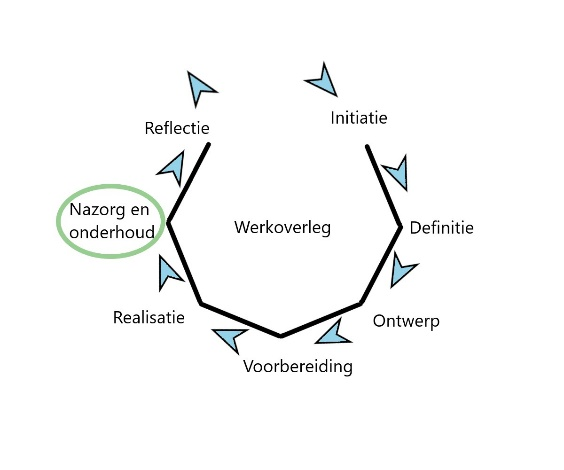 Reflectie
Initiatie
Nazorg en
onderhoud
Werkoverleg
Definitie
Realisatie
Ontwerp
Voorbereiding